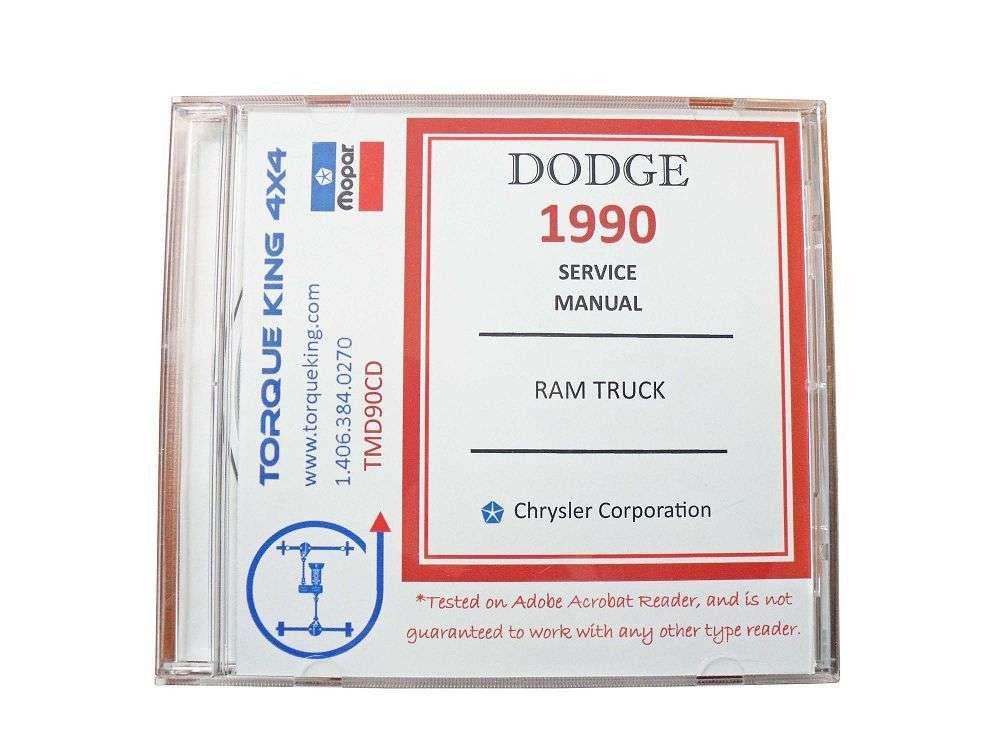 TORQUE KING 4X4
www.torqueking.com
1.406.384.0270
TMD90CD
Mopar
DODGE
1990
SERVICE
MANUAL
RAM TRUCK
Chrysler Corporation
*Tested on Adobe Acrobat Reader, and is not
guaranteed to work with any other type reader.